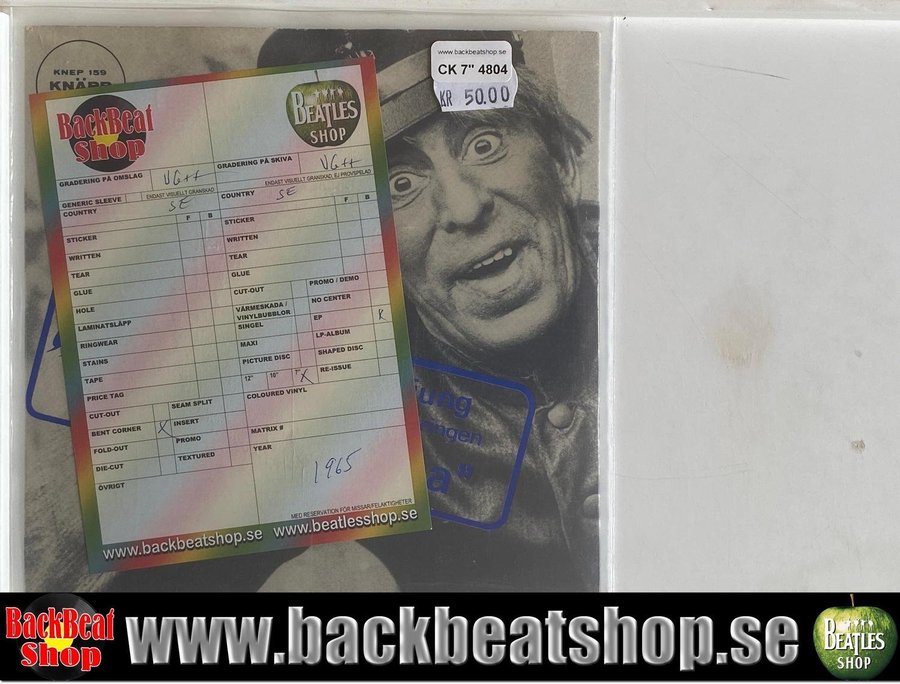 KNEP 159
KNÄPP
www.backbeatshop.se
CK 7" 4804
KR 50.00
BackBeat
Shop
BEATLES
SHOP
GRADERING PÅ OMSLAG VG++
GRADERING PÅ SKIVA VG++
ENDAST VISUELLT GRANSKAD
ENDAST VISUELLT GRANSKAD, EJ PROVSPELAD
GENERIC SLEEVE
COUNTRY SE
COUNTRY SE
F B
F B
STICKER
WRITTEN
TEAR
GLUE
HOLE
LAMINATSLÄPP
RINGWEAR
STAINS
TAPE
PRICE TAG
CUT-OUT
BENT CORNER X
FOLD-OUT
DIE-CUT
SEAM SPLIT
INSERT
PROMO
TEXTURED
ÖVRIGT
STICKER
WRITTEN
TEAR
GLUE
CUT-OUT
VÄRMESKADA /
VINYLBUBBLOR
SINGEL
MAXI
PICTURE DISC
12" 10" 7" X
PROMO / DEMO
NO CENTER
EP
LP-ALBUM
SHAPED DISC
RE-ISSUE
COLOURED VINYL
MATRIX #
YEAR
1965
MED RESERVATION FÖR MISSAR/FELAKTIGHETER
www.backbeatshop.se www.beatlesshop.se
ung
ngen
a"
BackBeat
Shop
www.backbeatshop.se
BEATLES
SHOP